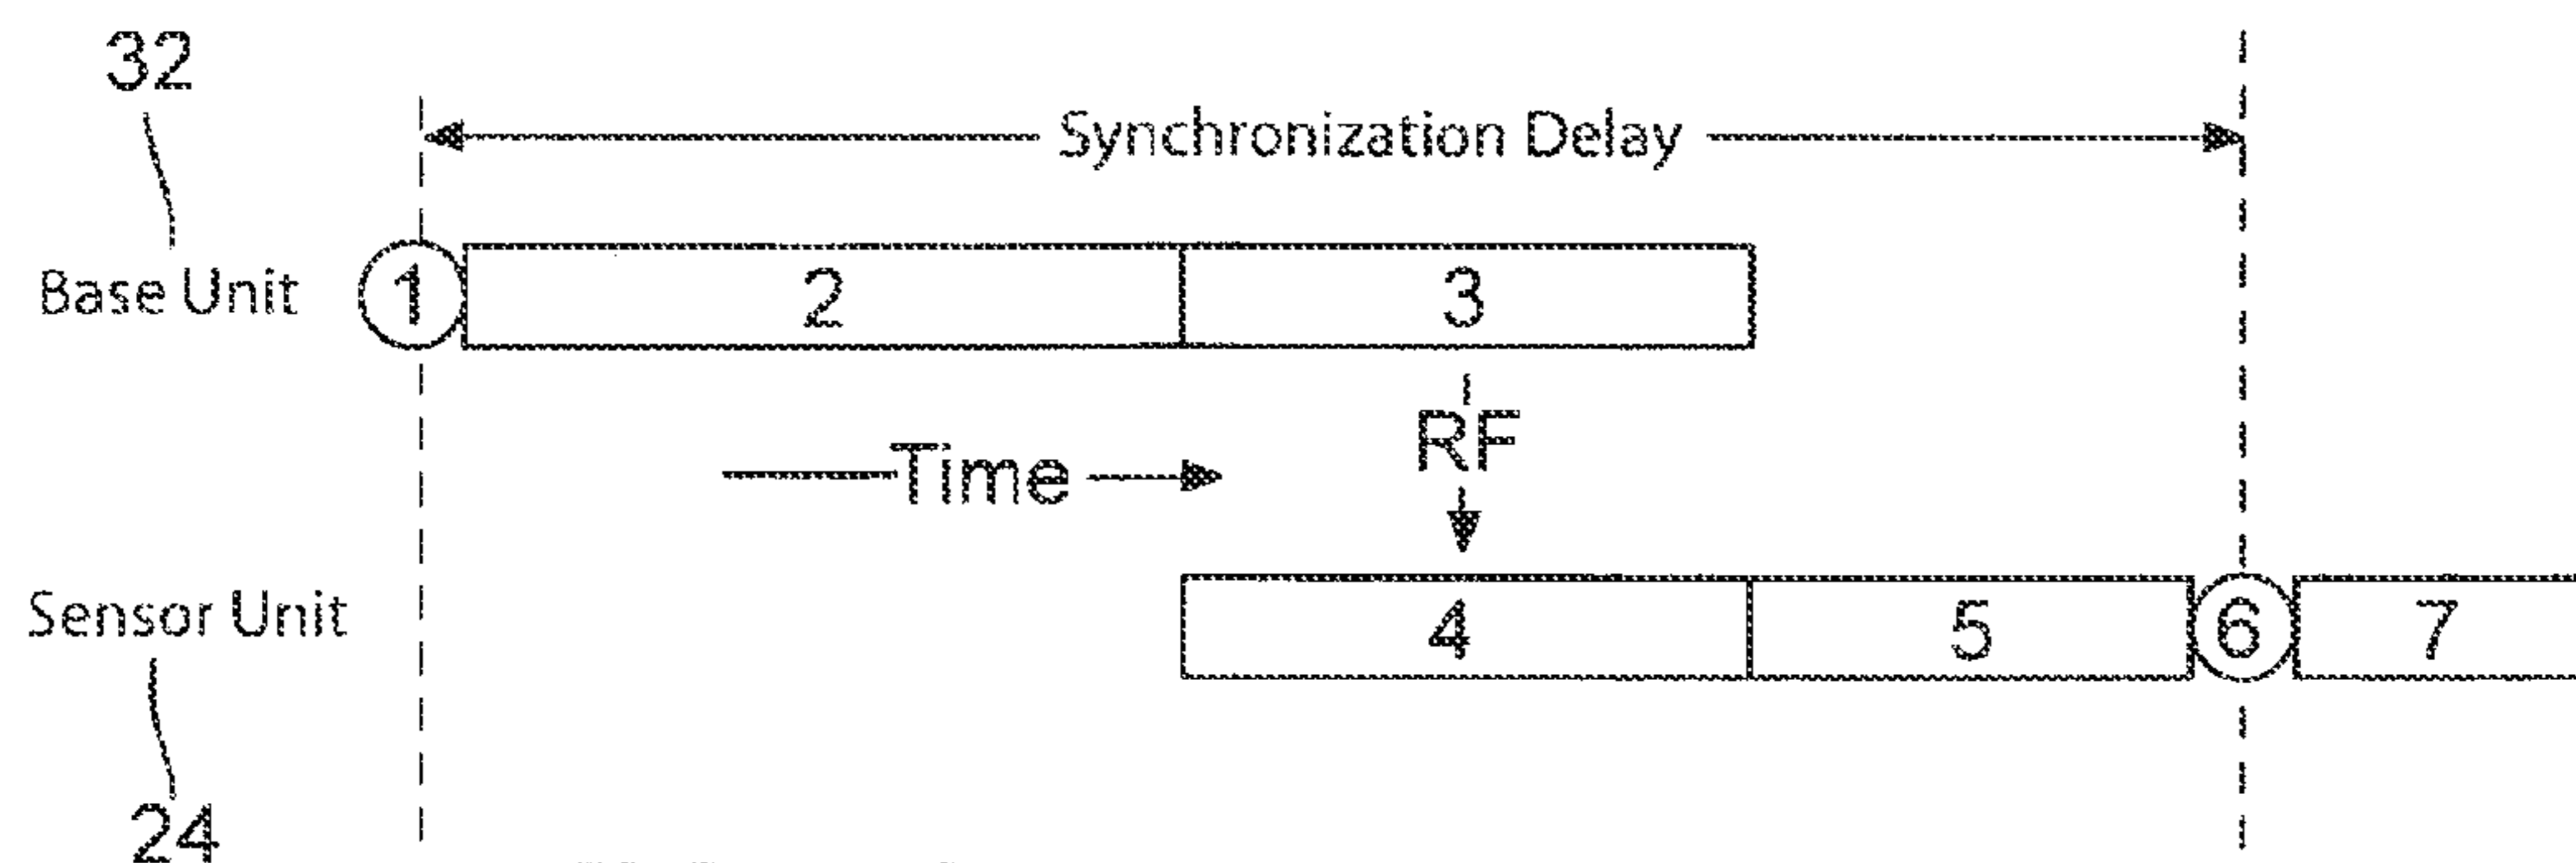 32
Synchronization Delay
Base Unit 1 2 3
RF
Time
Sensor Unit 4 5 6 7
24